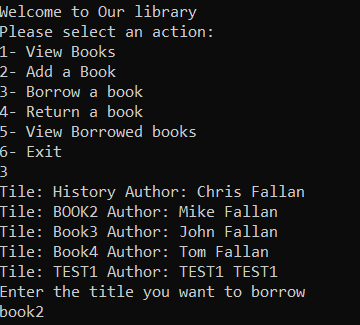 Welcome to Our library
Please select an action:
1- View Books
2- Add a Book
3- Borrow a book
4- Return a book
5- View Borrowed books
6- Exit
3
Tile: History Author: Chris Fallan
Tile: BOOK2 Author: Mike Fallan
Tile: Book3 Author: John Fallan
Tile: Book4 Author: Tom Fallan
Tile: TEST1 Author: TEST1 TEST1
Enter the title you want to borrow
book2